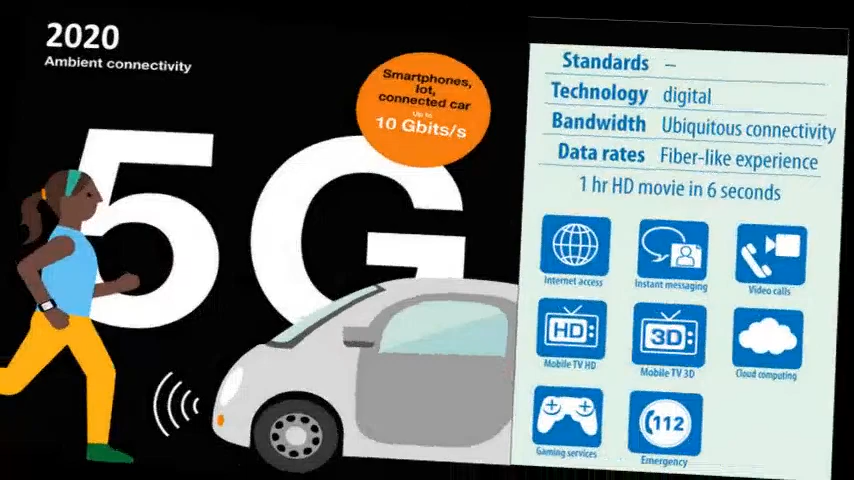 2020
Ambient connectivity
5G
Smartphones,
Iot,
connected car
Up to
10 Gbits/s
Standards –
Technology digital
Bandwidth Ubiquitous connectivity
Data rates Fiber-like experience
1 hr HD movie in 6 seconds
Internet access
Instant messaging
Video calls
HD
3D
Mobile TV HD
Mobile TV 3D
Cloud computing
112
Gaming services
Emergency